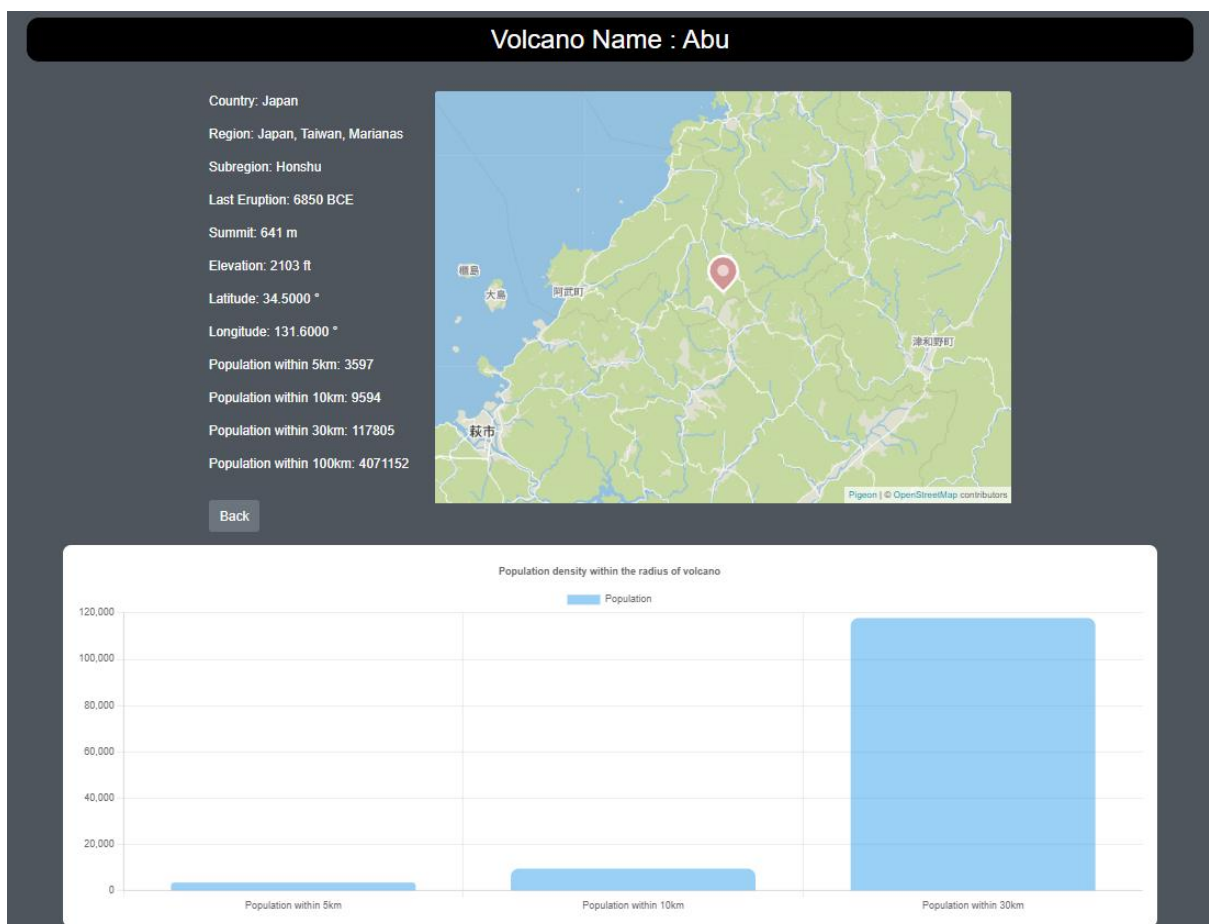 Volcano Name : Abu
Country: Japan
Region: Japan, Taiwan, Marianas
Subregion: Honshu
Last Eruption: 6850 BCE
Summit: 641 m
Elevation: 2103 ft
Latitude: 34.5000 °
Longitude: 131.6000 °
Population within 5km: 3597
Population within 10km: 9594
Population within 30km: 117805
Population within 100km: 4071152
Back
櫃島
大島
阿武町
津和野町
萩市
Pigeon | © OpenStreetMap contributors
Population density within the radius of volcano
Population
120,000
100,000
80,000
60,000
40,000
20,000
0
Population within 5km
Population within 10km
Population within 30km